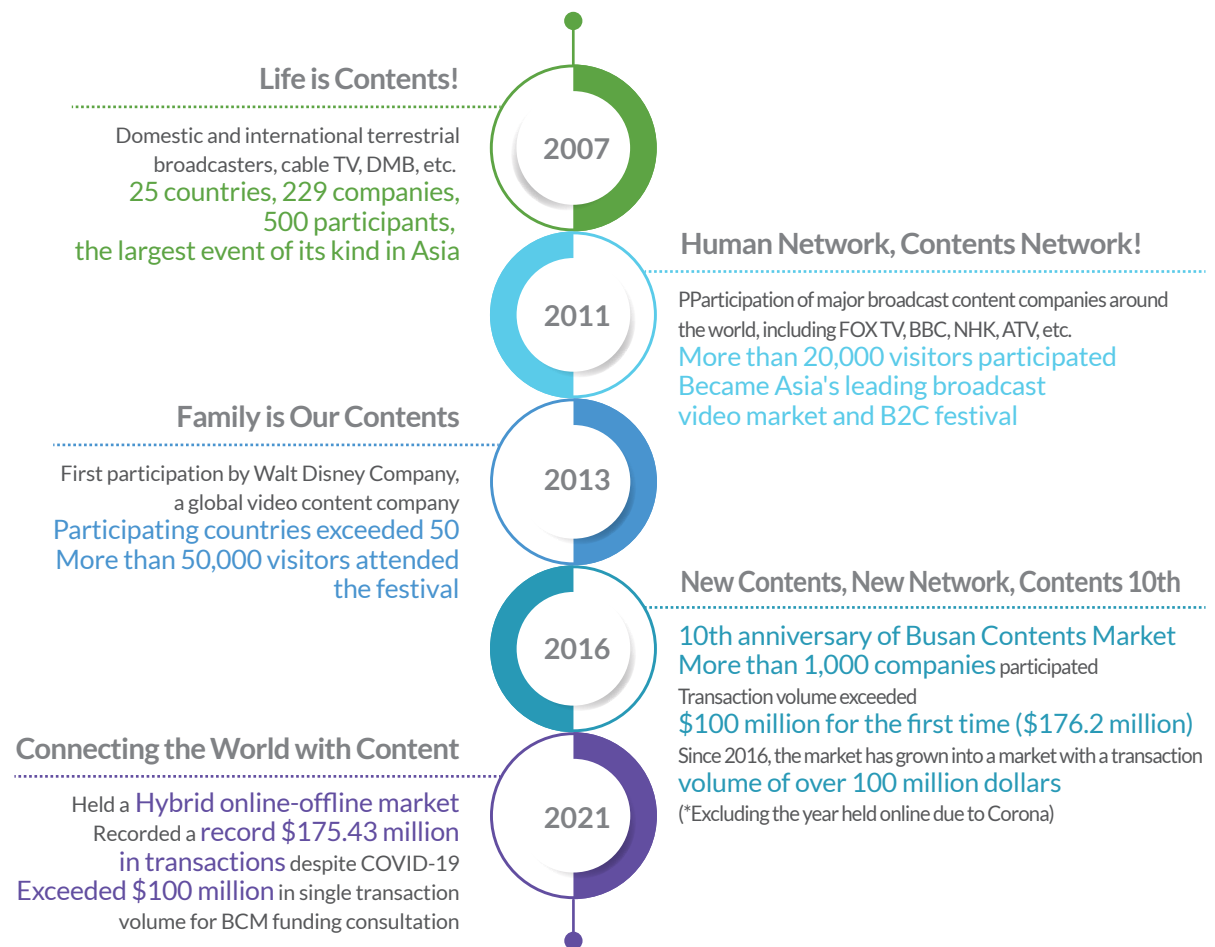 Life is Contents!
Domestic and international terrestrial
broadcasters, cable TV, DMB, etc.
25 countries, 229 companies,
500 participants,
the largest event of its kind in Asia
2007
Human Network, Contents Network!
PParticipation of major broadcast content companies around
the world, including FOX TV, BBC, NHK, ATV, etc.
More than 20,000 visitors participated
Became Asia's leading broadcast
video market and B2C festival
2011
Family is Our Contents
First participation by Walt Disney Company,
a global video content company
Participating countries exceeded 50
More than 50,000 visitors attended
the festival
2013
New Contents, New Network, Contents 10th
10th anniversary of Busan Contents Market
More than 1,000 companies participated
Transaction volume exceeded
$100 million for the first time ($176.2 million)
Since 2016, the market has grown into a market with a transaction
volume of over 100 million dollars
(*Excluding the year held online due to Corona)
2016
Connecting the World with Content
Held a Hybrid online-offline market
Recorded a record $175.43 million
in transactions despite COVID-19
Exceeded $100 million in single transaction
volume for BCM funding consultation
2021